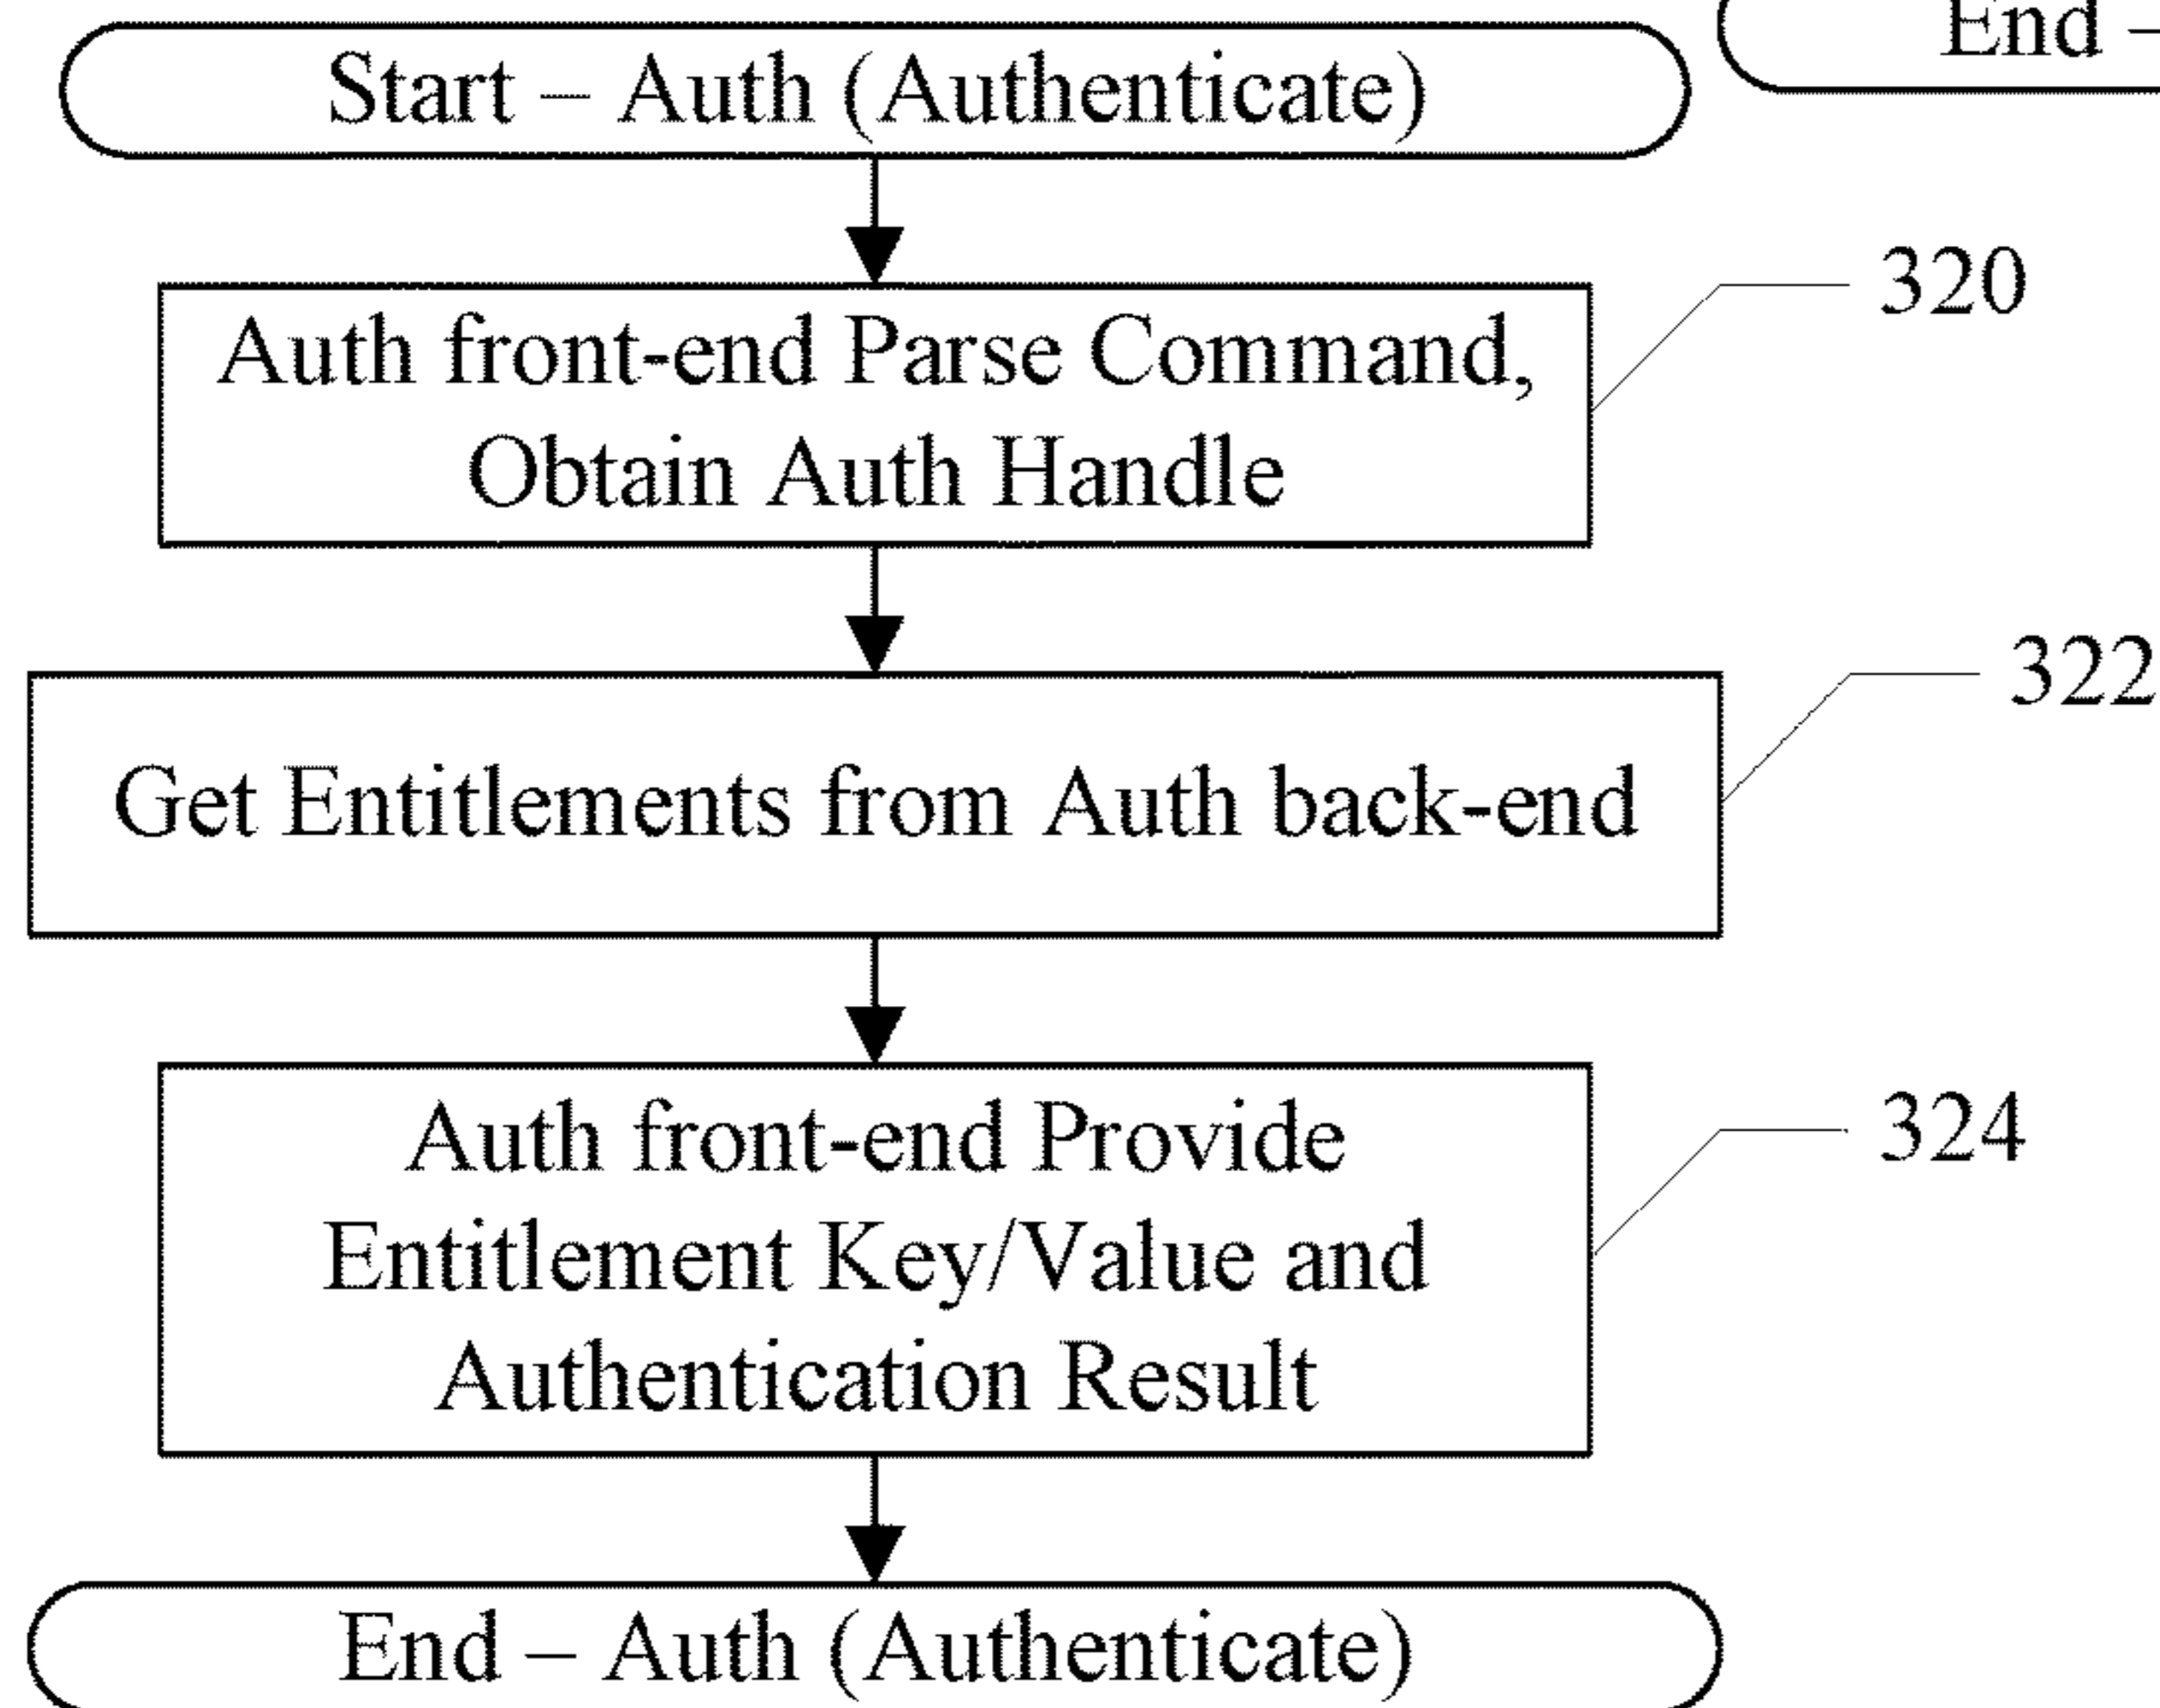 Start – Auth (Authenticate)
End –
320
Auth front-end Parse Command,
Obtain Auth Handle
322
Get Entitlements from Auth back-end
324
Auth front-end Provide
Entitlement Key/Value and
Authentication Result
End – Auth (Authenticate)